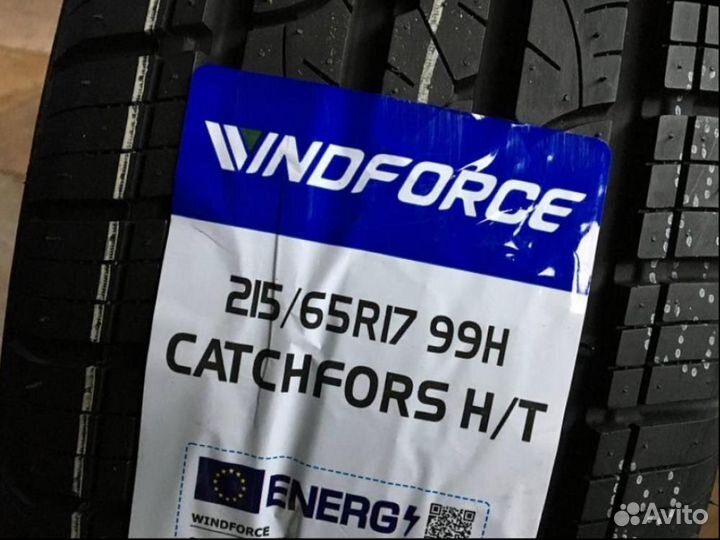 WINDFORCE
215/65R17 99H
CATCHFORS H/T
ENERG
WINDFORCE
Avito